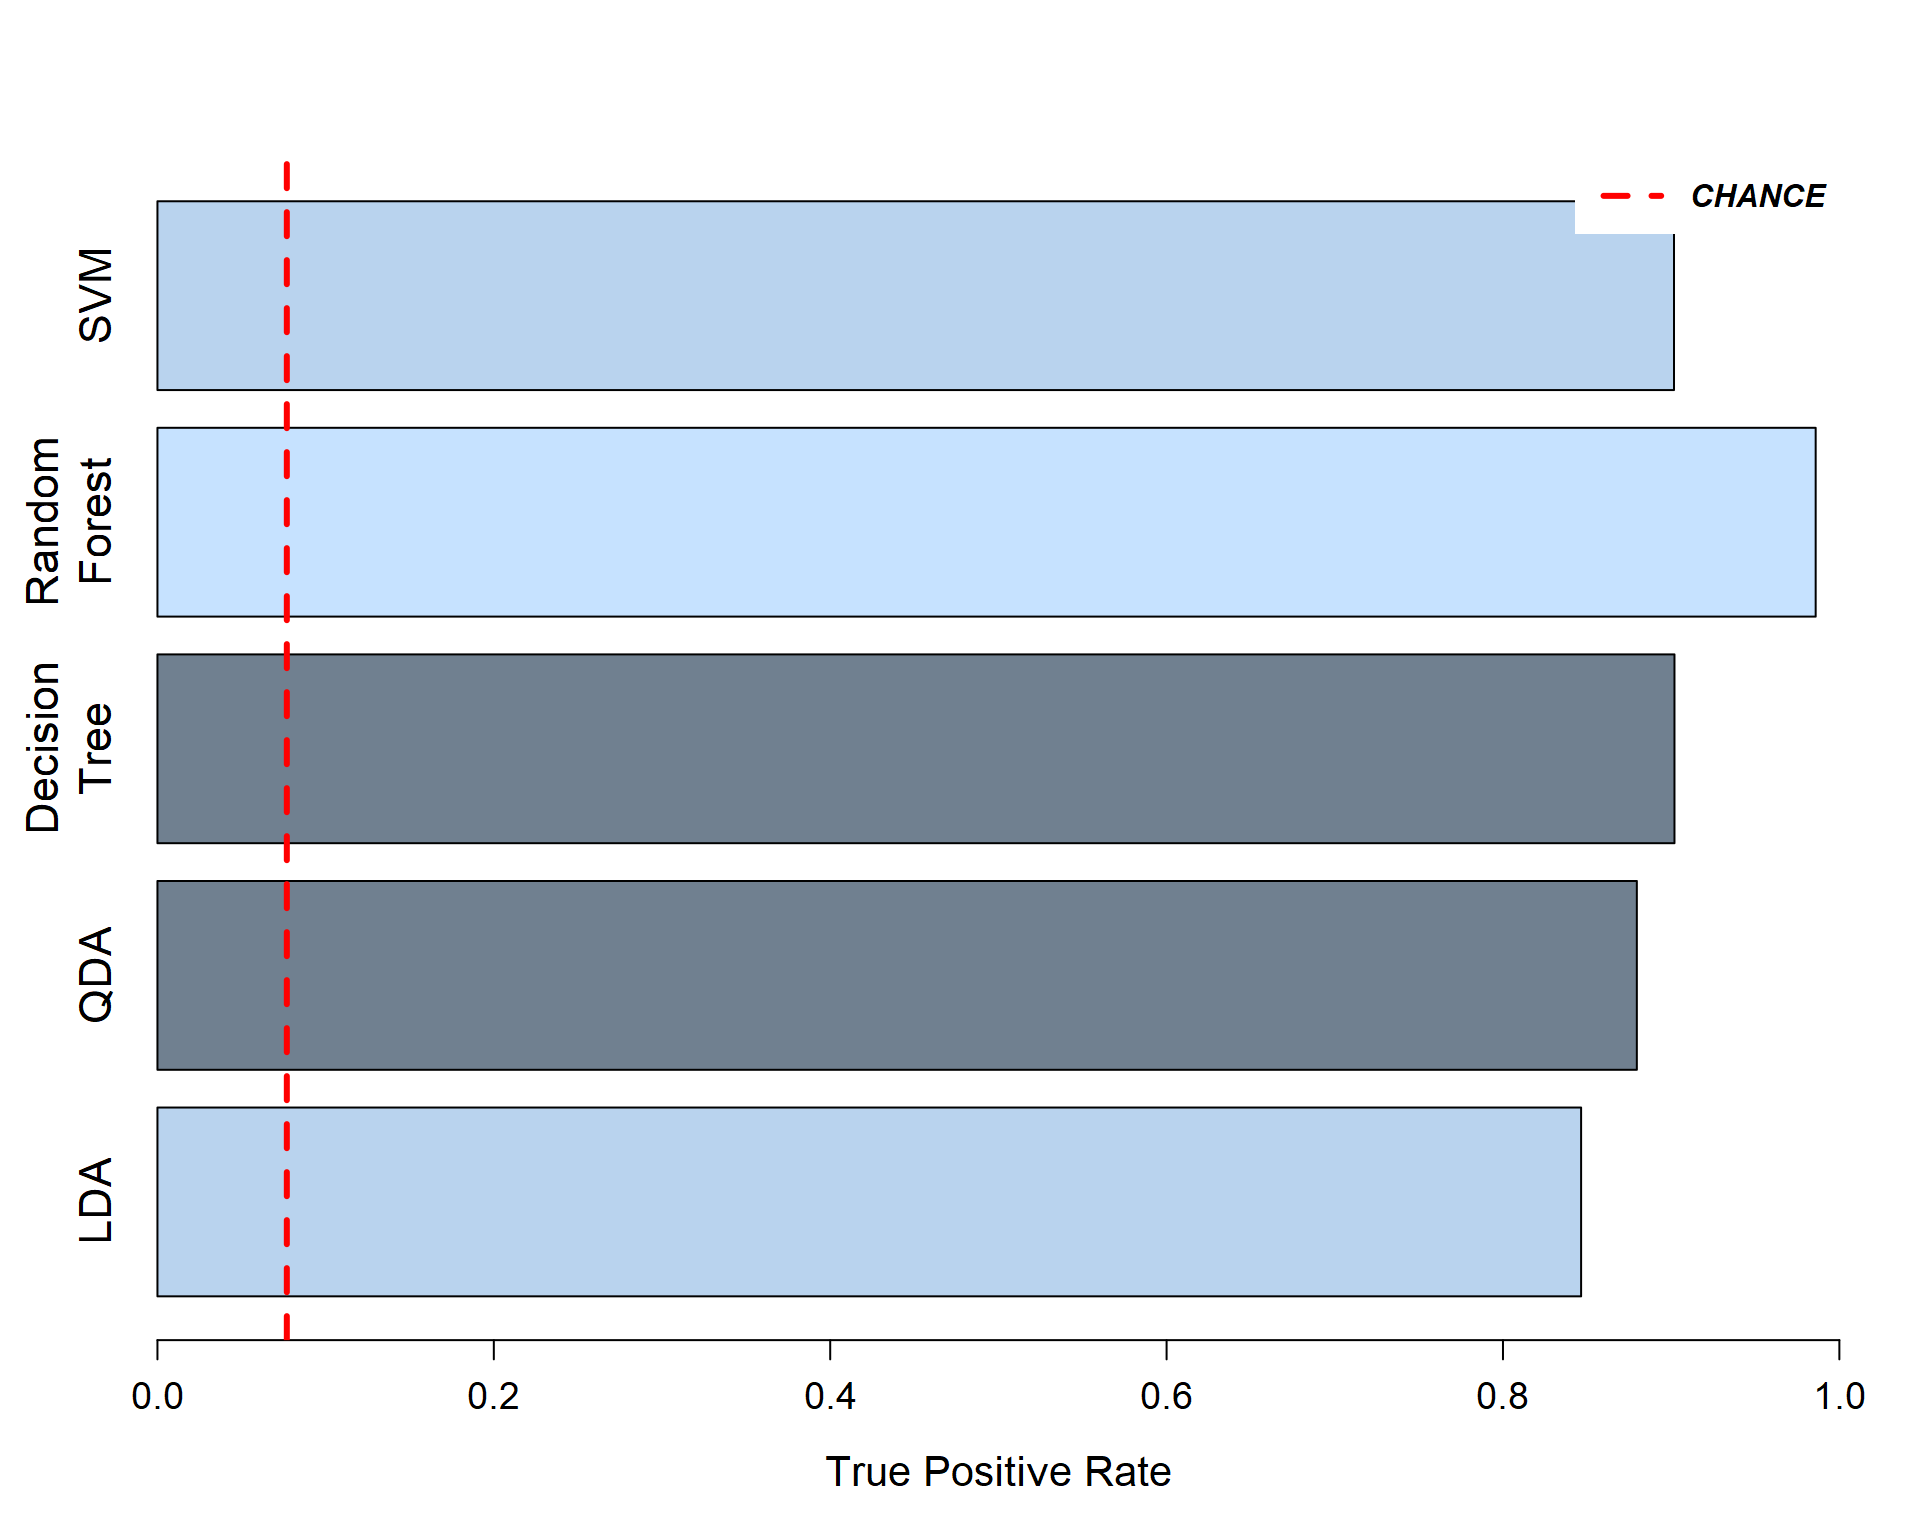 CHANCE
SVM
Random
Forest
Decision
Tree
QDA
LDA
0.0
0.2
0.4
0.6
0.8
1.0
True Positive Rate